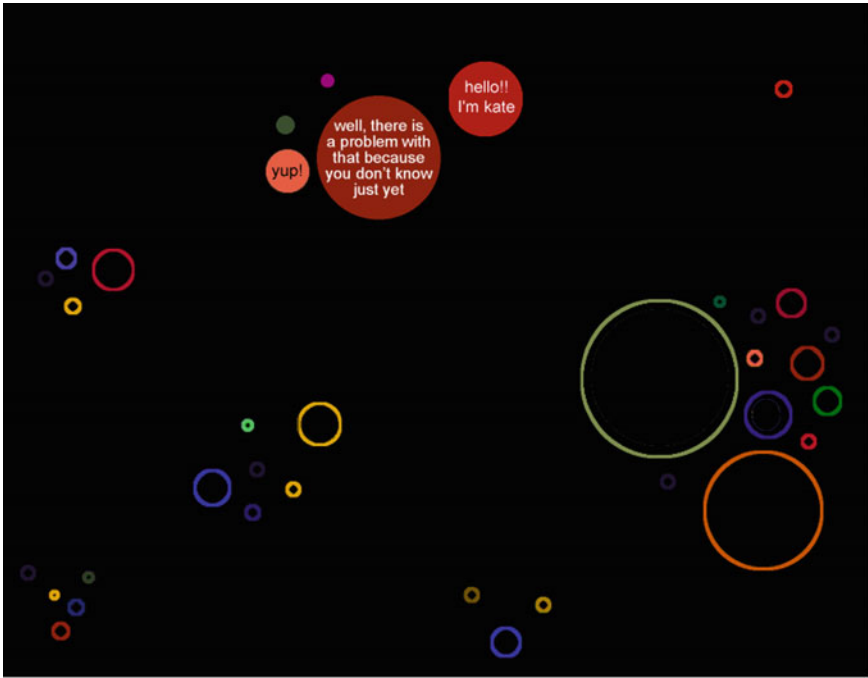 hello!!
I'm kate
well, there is
a problem with
that because
you don't know
just yet
yup!